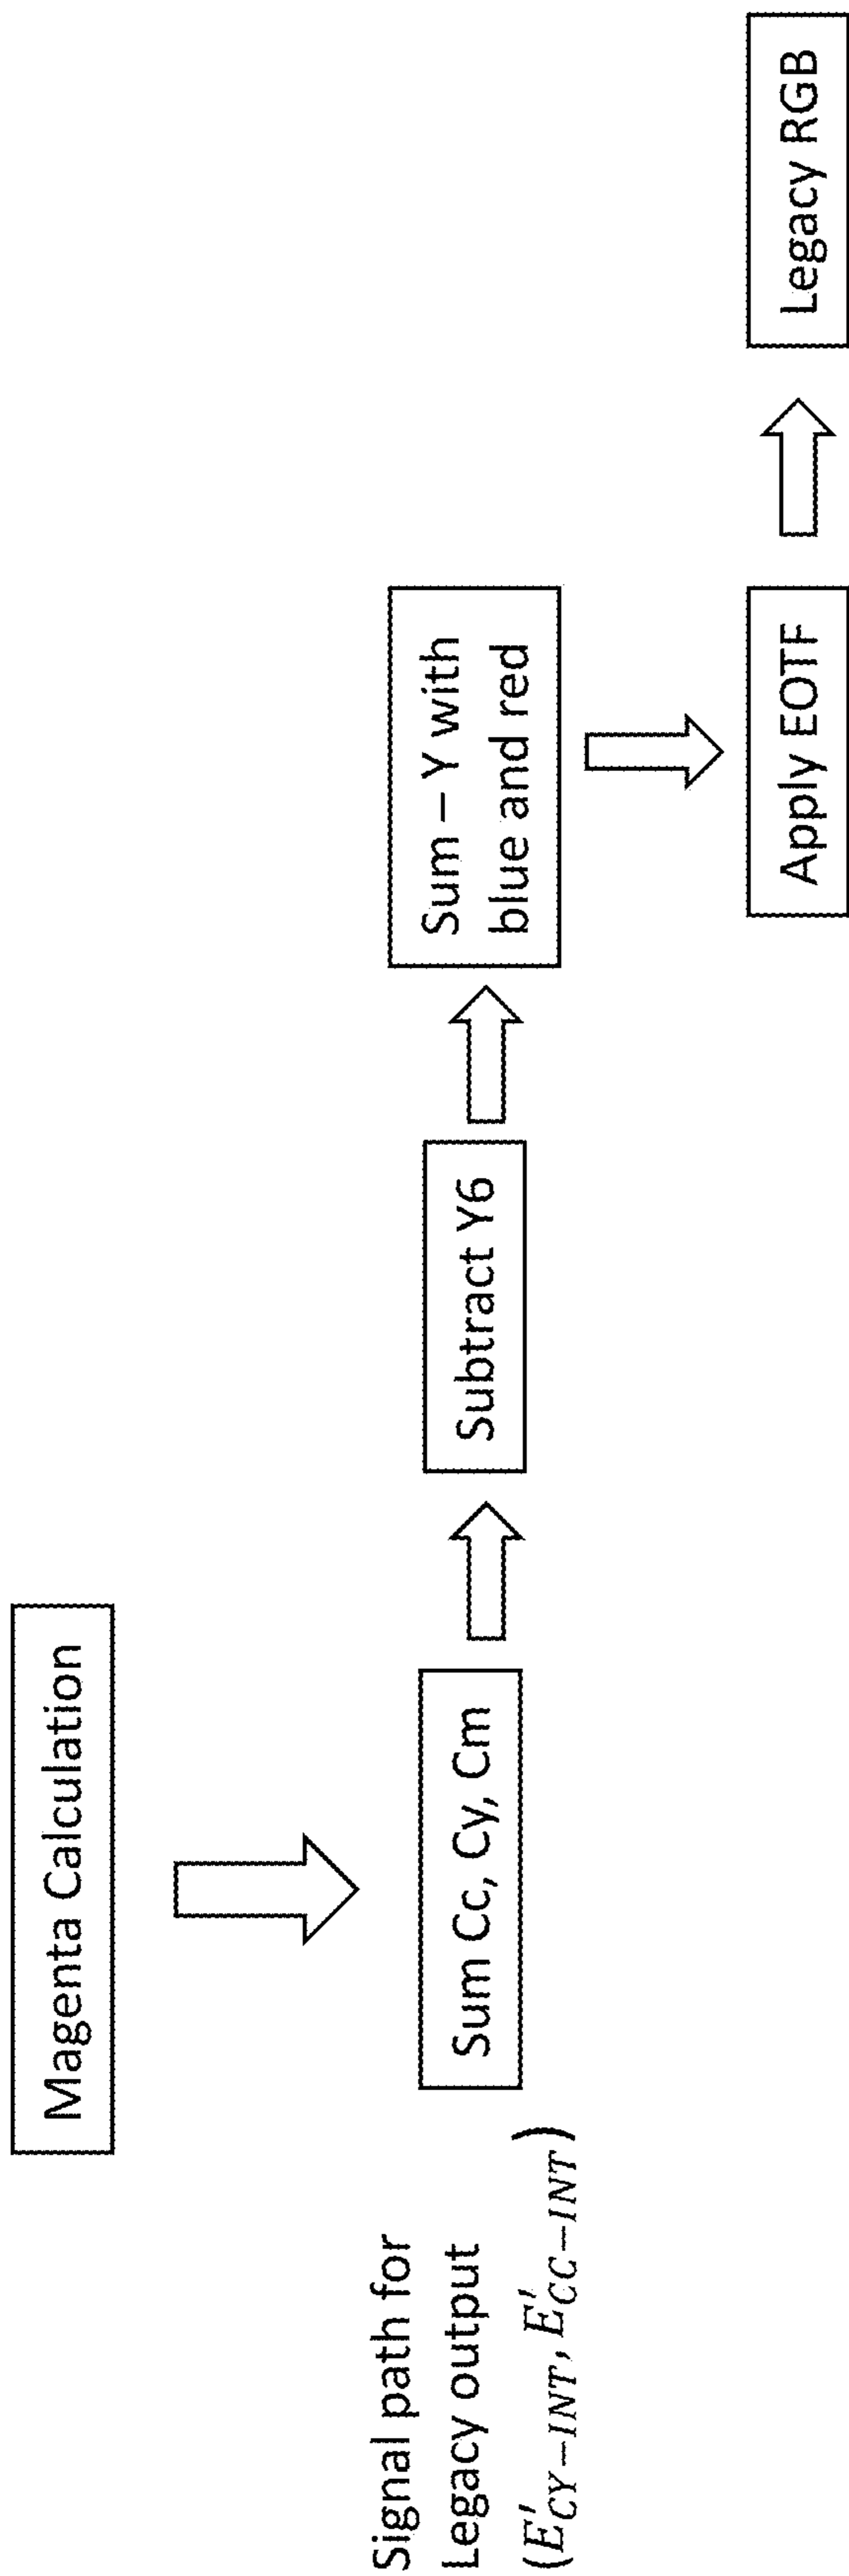 Magenta Calculation
Signal path for
Legacy output
(E'CY−INT, E'CC−INT)
Sum Cc, Cy, Cm
Subtract Y6
Sum – Y with
blue and red
Apply EOTF
Legacy RGB